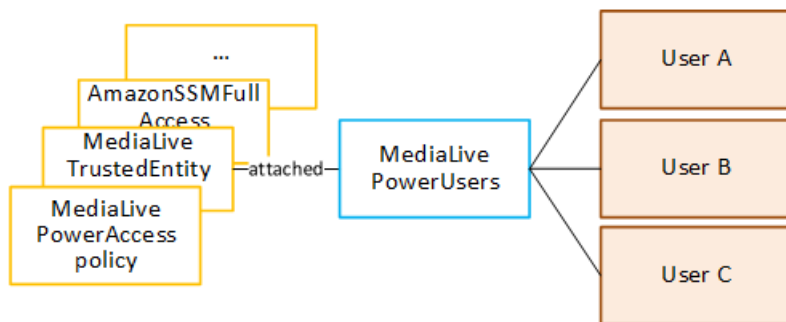 ...
AmazonSSMFull
Access
MediaLive
TrustedEntity
MediaLive
PowerAccess
policy
attached
MediaLive
PowerUsers
User A
User B
User C